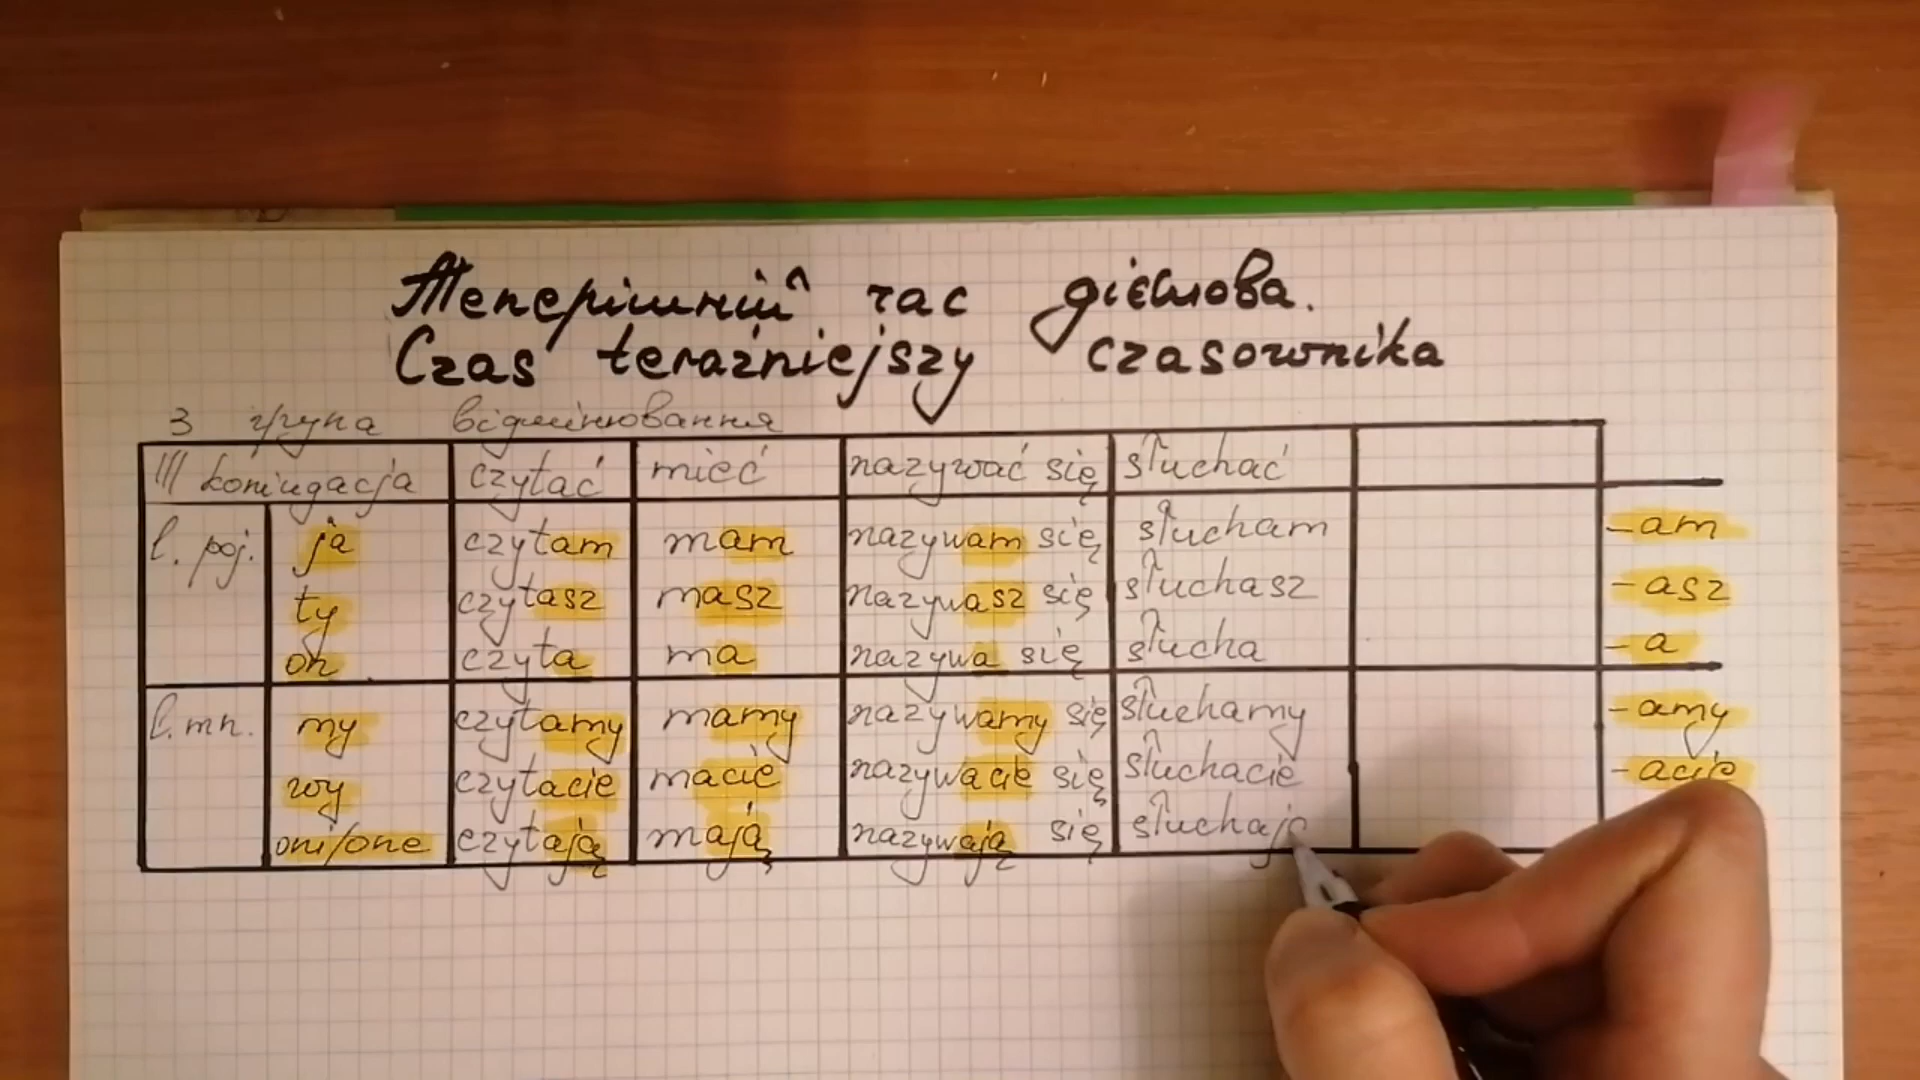 Теперішній час дієслова.
Czas teraźniejszy czasownika
3 група відмінювання
III koniugacja czytać mieć nazywać się słuchać
l. poj. ja czytam mam nazywam się słucham -am
ty czytasz masz nazywasz się słuchasz -asz
on czyta ma nazywa się słucha -a
l. mn. my czytamy mamy nazywamy się słuchamy -amy
wy czytacie macie nazywacie się słuchacie -acie
oni/one czytają mają nazywają się słuchają